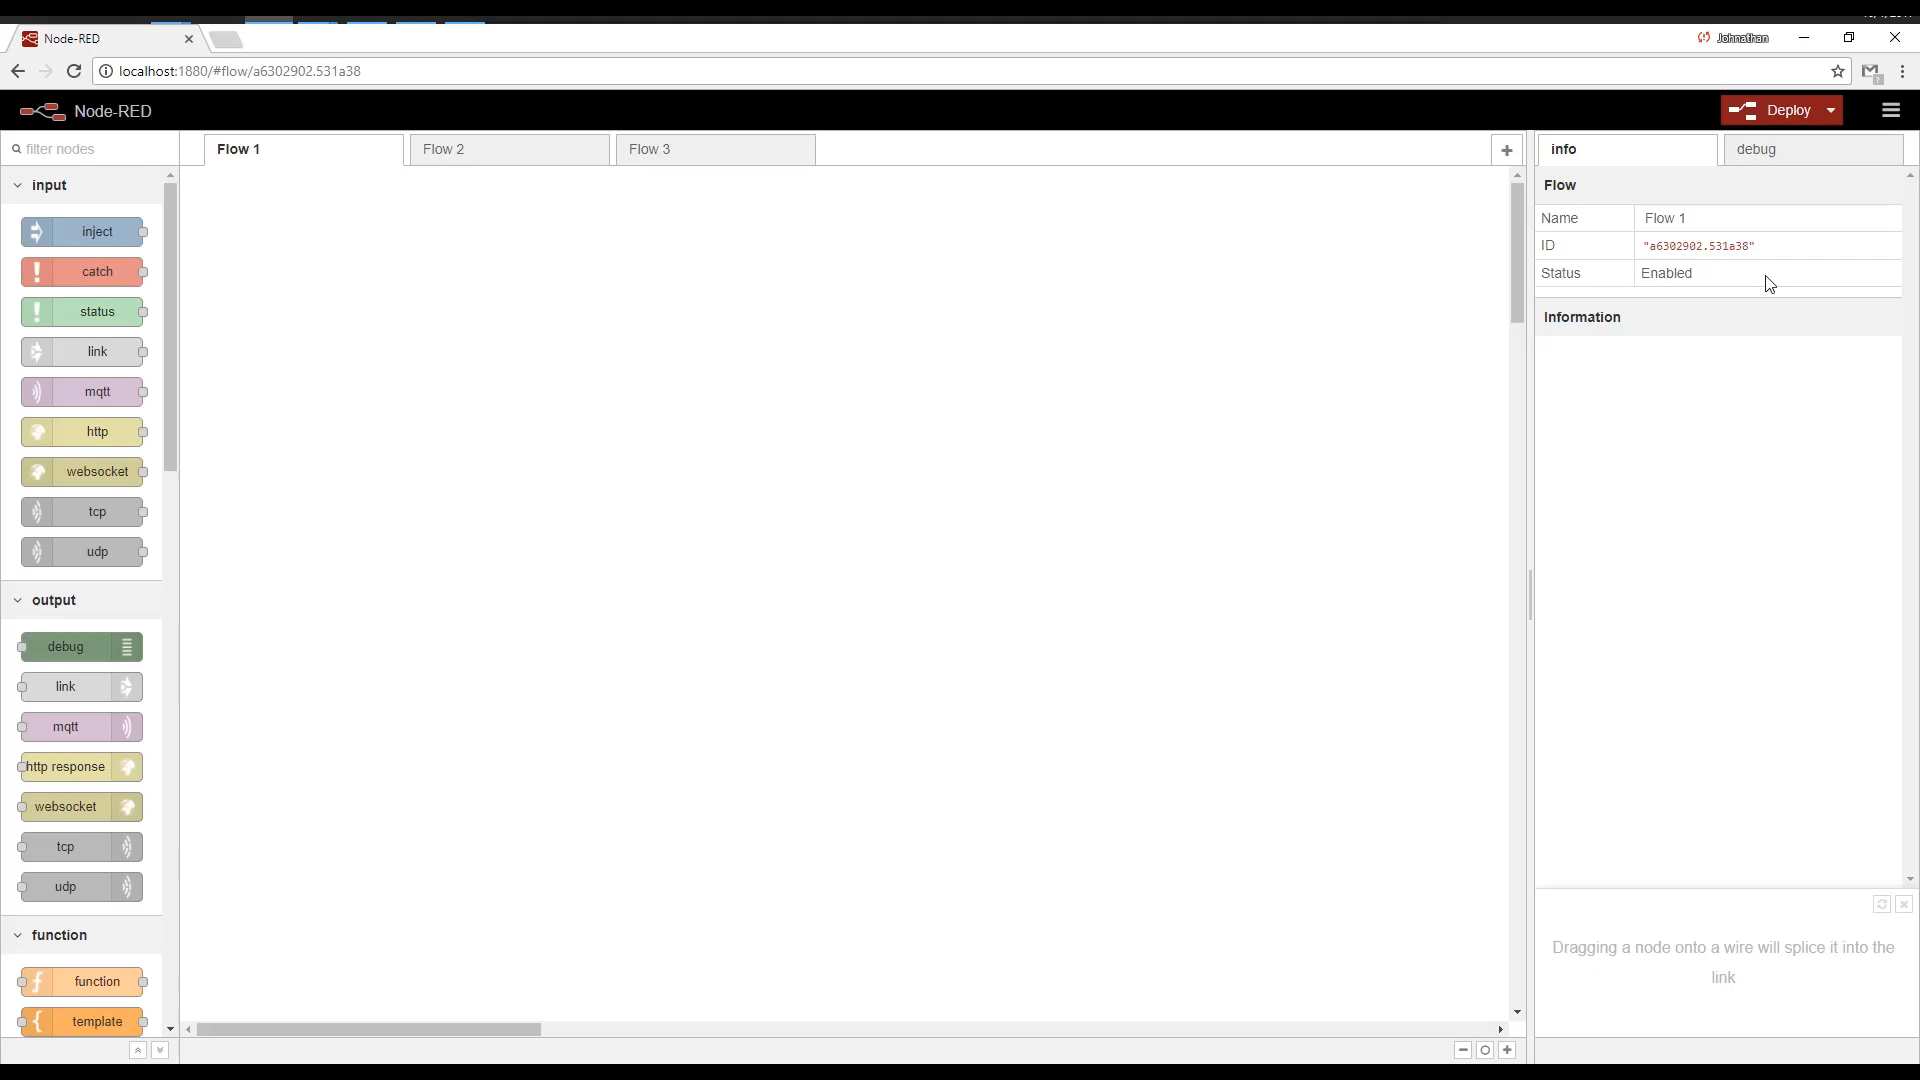 Node-RED
Johnathan
localhost:1880/#flow/a6302902.531a38
Node-RED
Deploy
filter nodes
Flow 1
Flow 2
Flow 3
info
debug
input
inject
catch
status
link
mqtt
http
websocket
tcp
udp
output
debug
link
mqtt
http response
websocket
tcp
udp
function
function
template
Flow
Name Flow 1
ID "a6302902.531a38"
Status Enabled
Information
Dragging a node onto a wire will splice it into the
link